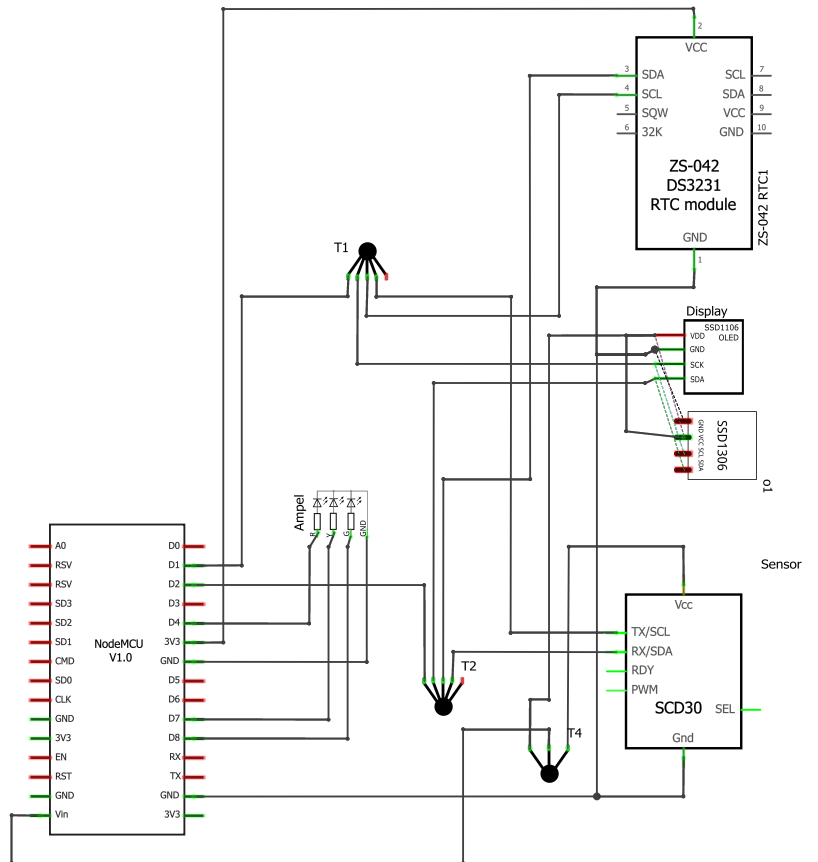 2
VCC
3 SDA SCL 7
4 SCL SDA 8
5 SQW VCC 9
6 32K GND 10
ZS-042
DS3231
RTC module
ZS-042 RTC1
GND
1
T1
Display
SSD1106
OLED
VDD
GND
SCK
SDA
GND VCC SCL SDA
SSD1306
o1
Ampel
R Y G GND
Sensor
A0 D0
RSV D1
RSV D2
SD3 D3
SD2 D4
SD1 3V3
CMD GND
SD0 D5
CLK D6
GND D7
3V3 D8
EN RX
RST TX
GND GND
Vin 3V3
NodeMCU
V1.0
T2
T4
Vcc
TX/SCL
RX/SDA
RDY
PWM
SCD30
SEL
Gnd